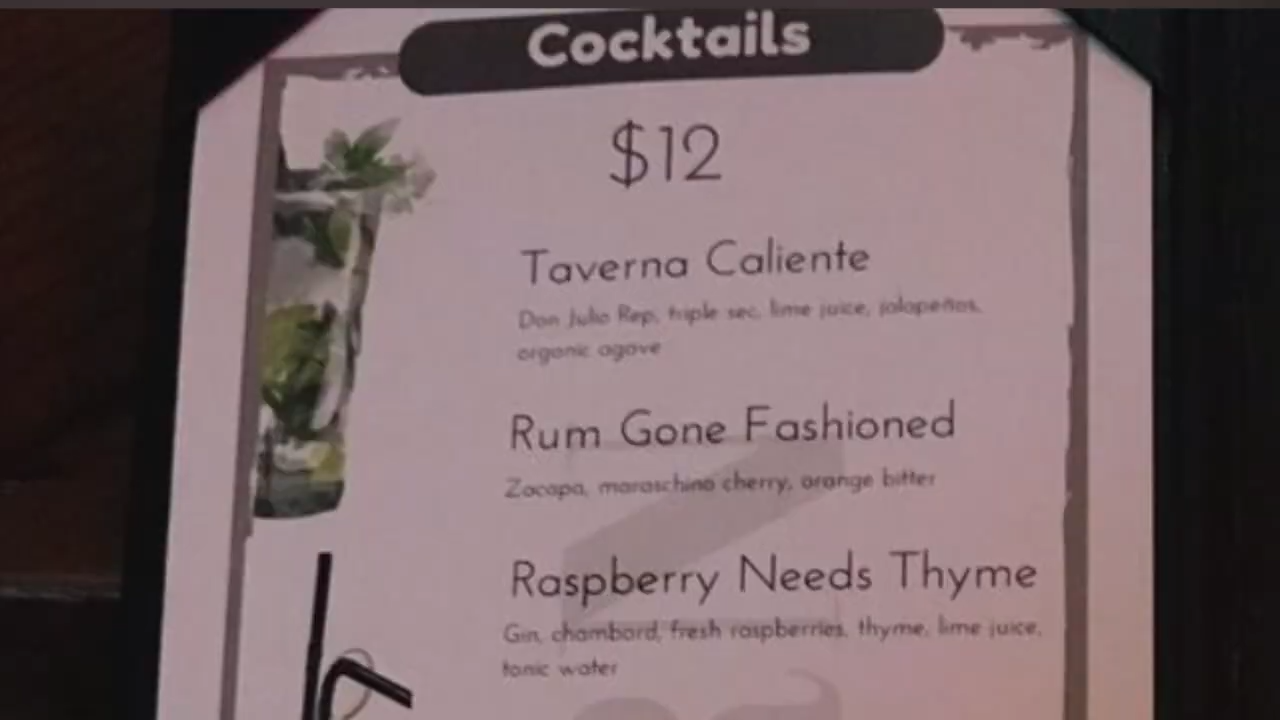 Cocktails
$12
Taverna Caliente
Don Julio Rep, triple sec, lime juice, jalapeños,
organic agave
Rum Gone Fashioned
Zacapa, maraschino cherry, orange bitter
Raspberry Needs Thyme
Gin, chambord, fresh raspberries, thyme, lime juice,
tonic water